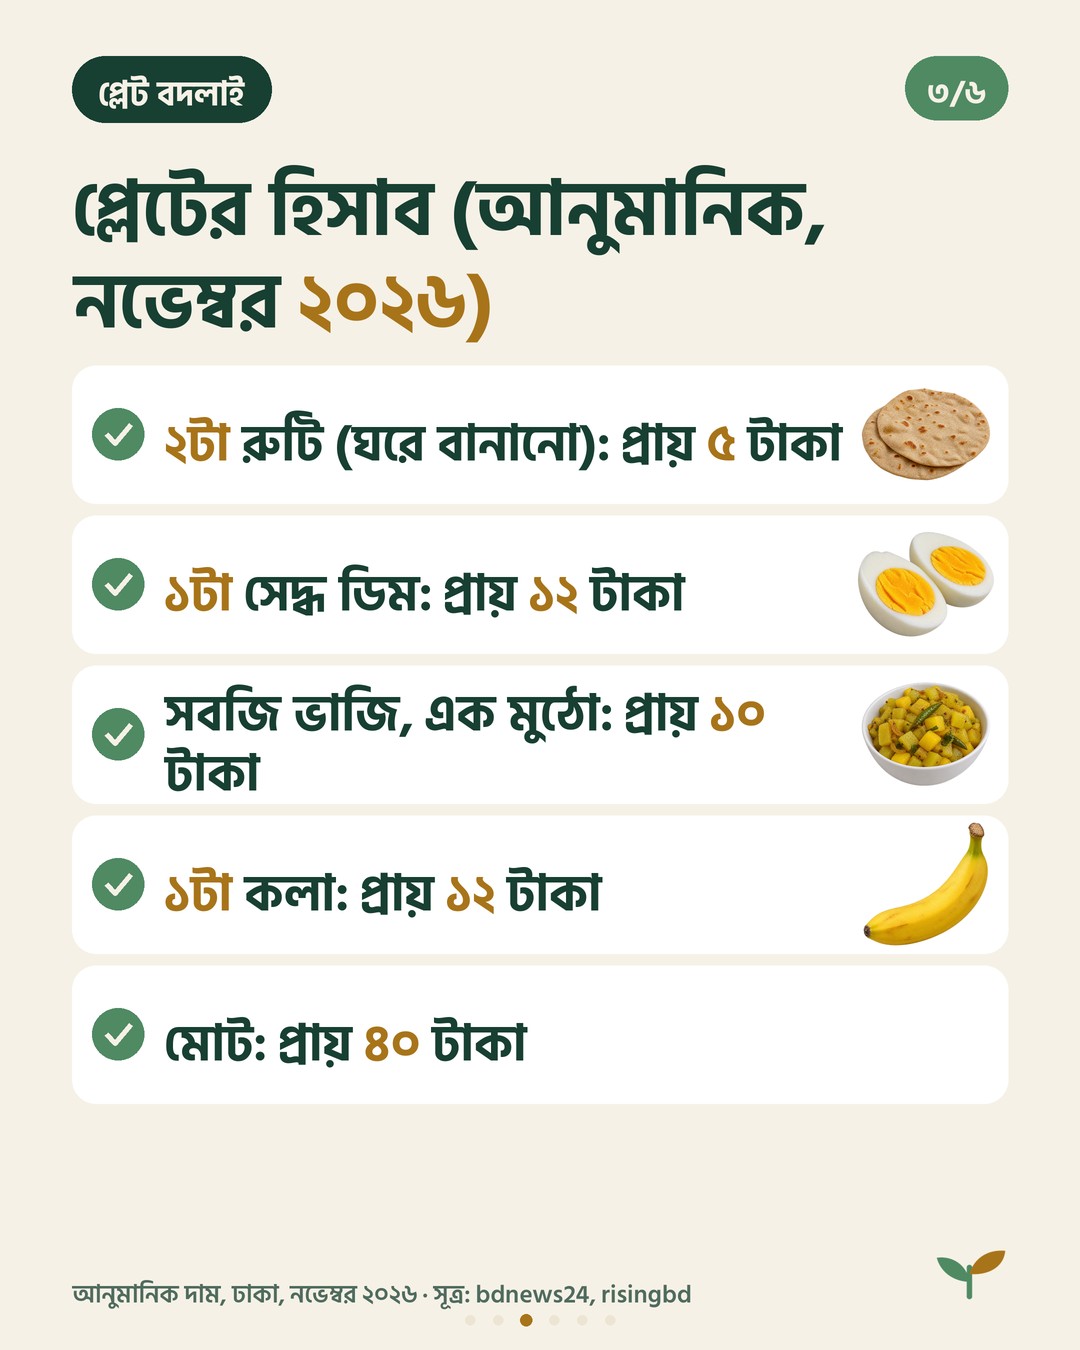 প্লেট বদলাই
৩/৬
প্লেটের হিসাব (আনুমানিক,
নভেম্বর ২০২৬)
২টা রুটি (ঘরে বানানো): প্রায় ৫ টাকা
১টা সেদ্ধ ডিম: প্রায় ১২ টাকা
সবজি ভাজি, এক মুঠো: প্রায় ১০
টাকা
১টা কলা: প্রায় ১২ টাকা
মোট: প্রায় ৪০ টাকা
আনুমানিক দাম, ঢাকা, নভেম্বর ২০২৬ · সূত্র: bdnews24, risingbd